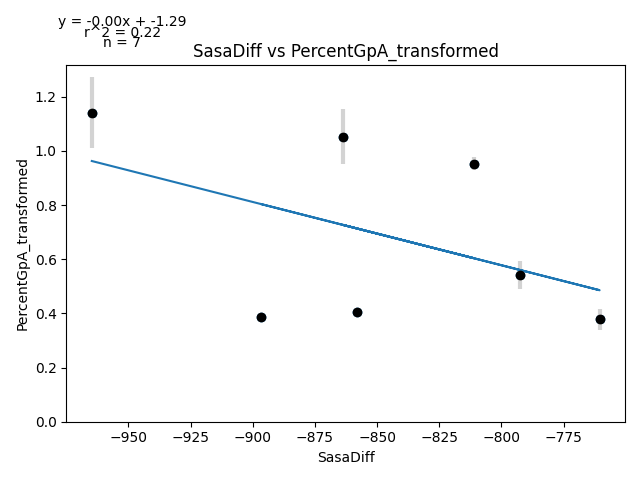 y = -0.00x + -1.29
r^2 = 0.22
n = 7
SasaDiff vs PercentGpA_transformed
PercentGpA_transformed
1.2
1.0
0.8
0.6
0.4
0.2
0.0
−950
−925
−900
−875
−850
−825
−800
−775
SasaDiff